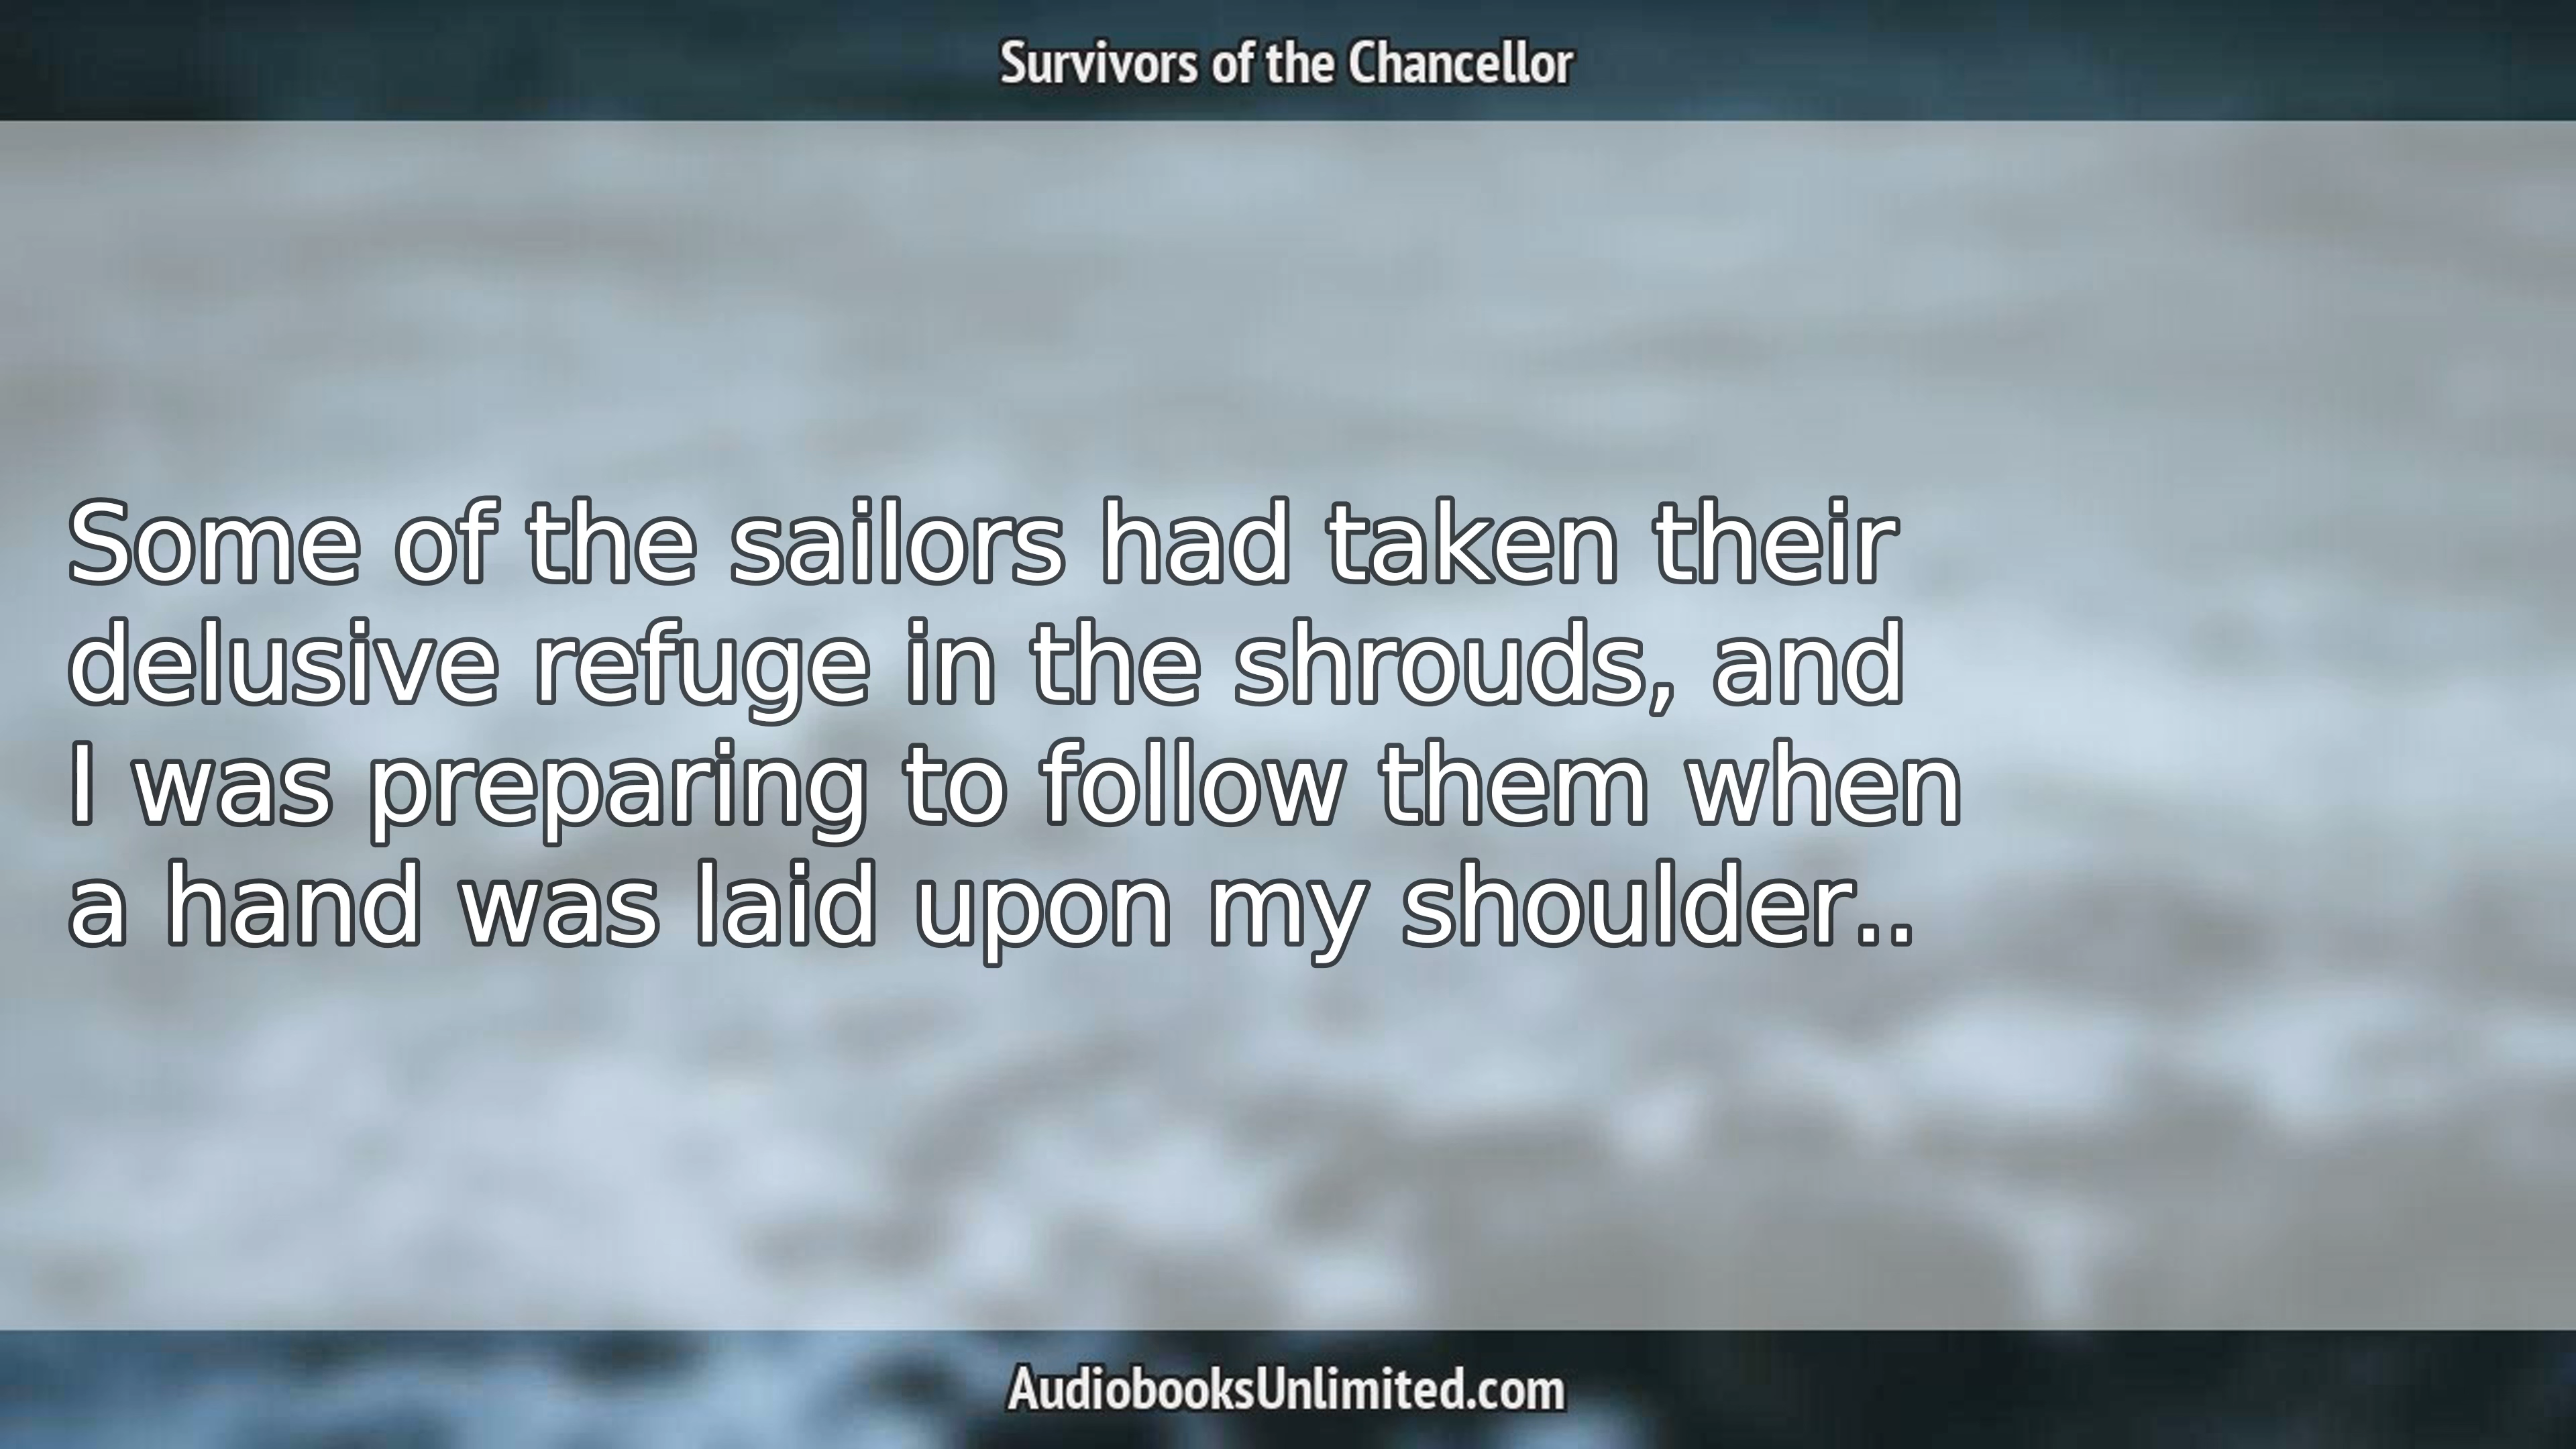 Survivors of the Chancellor
Some of the sailors had taken their
delusive refuge in the shrouds, and
I was preparing to follow them when
a hand was laid upon my shoulder..
AudiobooksUnlimited.com